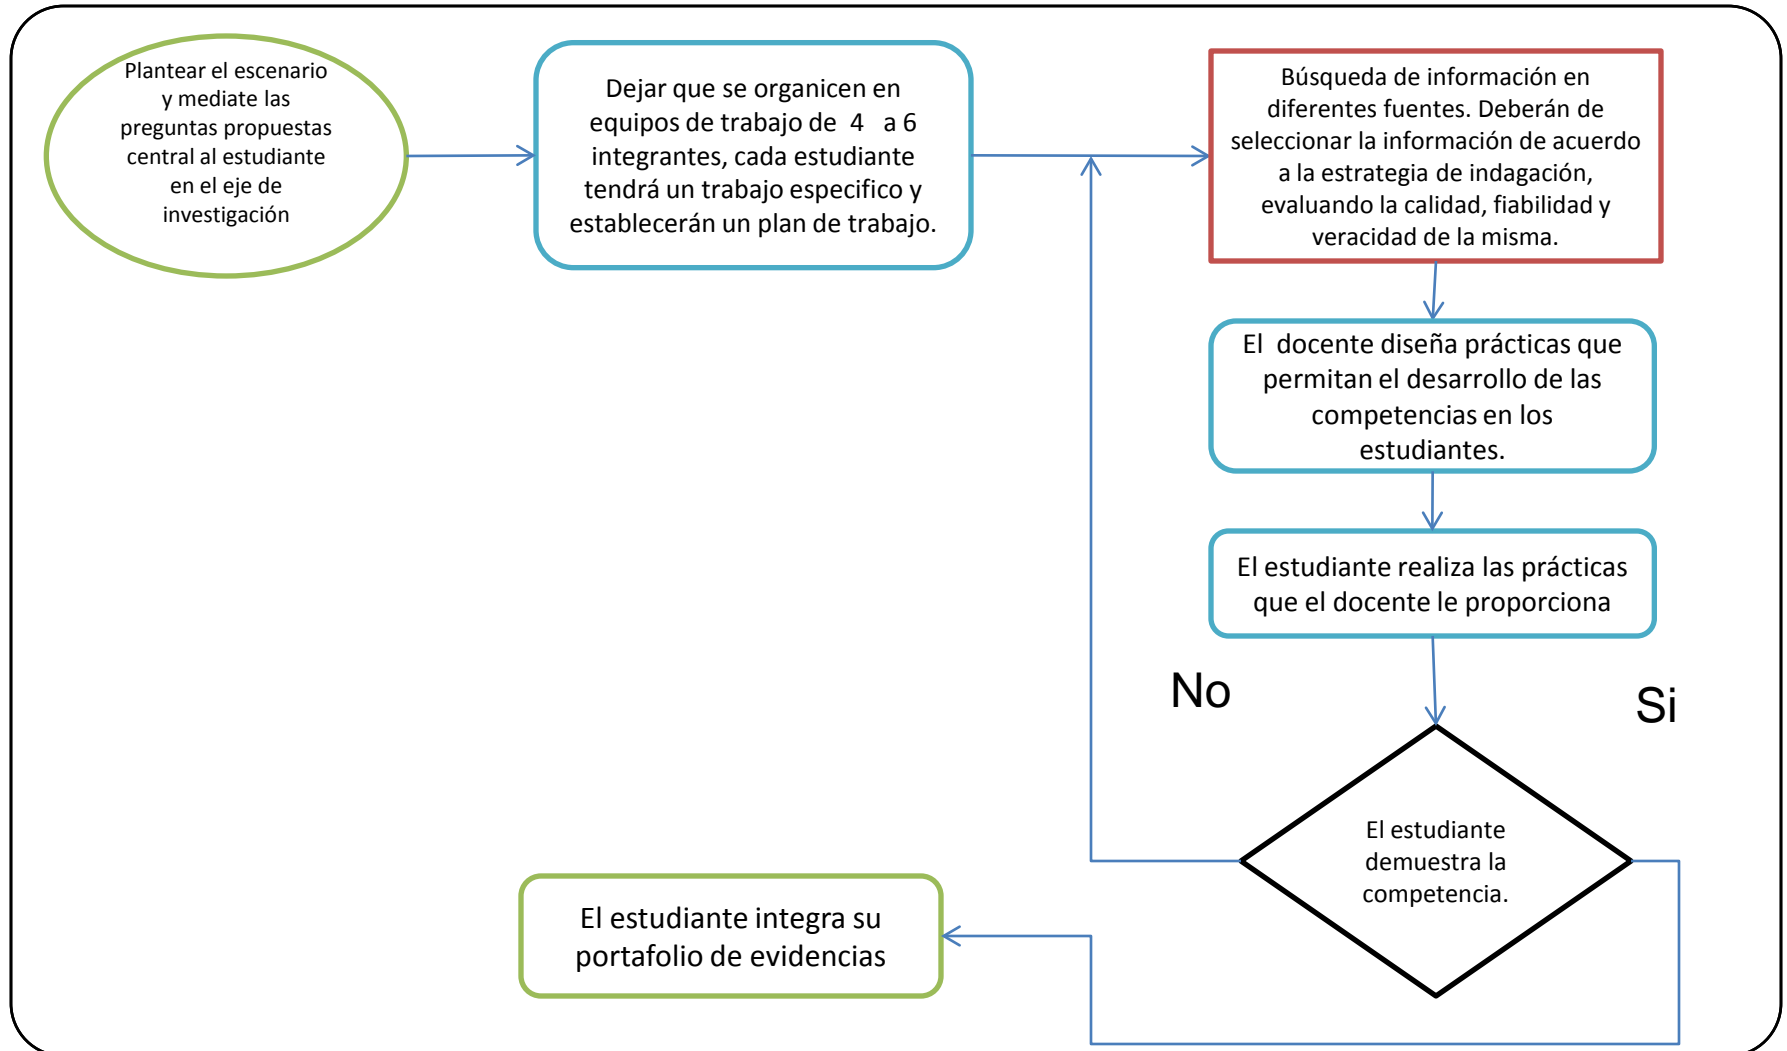 Plantear el escenario
y mediate las
preguntas propuestas
central al estudiante
en el eje de
investigación
Dejar que se organicen en
equipos de trabajo de 4 a 6
integrantes, cada estudiante
tendrá un trabajo especifico y
establecerán un plan de trabajo.
Búsqueda de información en
diferentes fuentes. Deberán de
seleccionar la información de acuerdo
a la estrategia de indagación,
evaluando la calidad, fiabilidad y
veracidad de la misma.
El docente diseña prácticas que
permitan el desarrollo de las
competencias en los
estudiantes.
El estudiante realiza las prácticas
que el docente le proporciona
No
Si
El estudiante
demuestra la
competencia.
El estudiante integra su
portafolio de evidencias